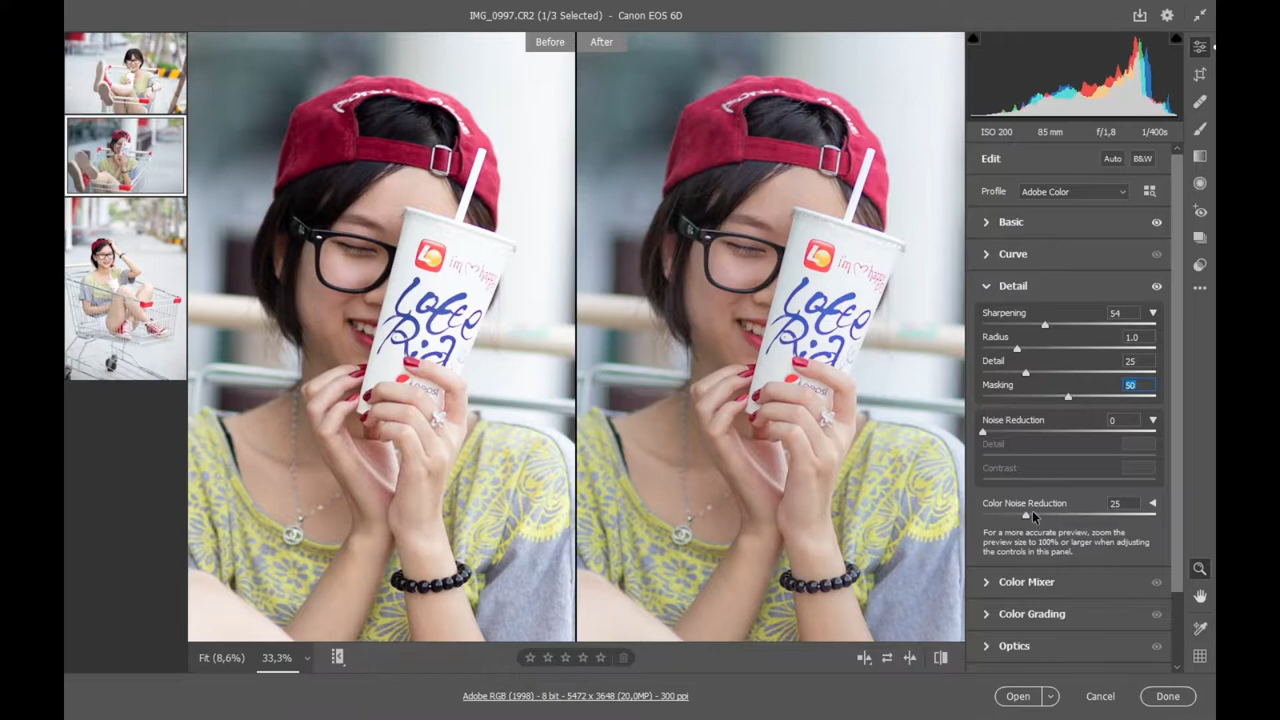 IMG_0997.CR2 (1/3 Selected) - Canon EOS 6D
Before
After
ISO 200 85 mm f/1,8 1/400s
Edit Auto B&W
Profile Adobe Color
Basic
Curve
Detail
Sharpening 54
Radius 1.0
Detail 25
Masking 50
Noise Reduction 0
Detail
Contrast
Color Noise Reduction 25
For a more accurate preview, zoom the
preview size to 100% or larger when adjusting
the controls in this panel.
Color Mixer
Color Grading
Optics
Fit (8,6%) 33,3%
Adobe RGB (1998) - 8 bit - 5472 x 3648 (20,0MP) - 300 ppi
Open Cancel Done